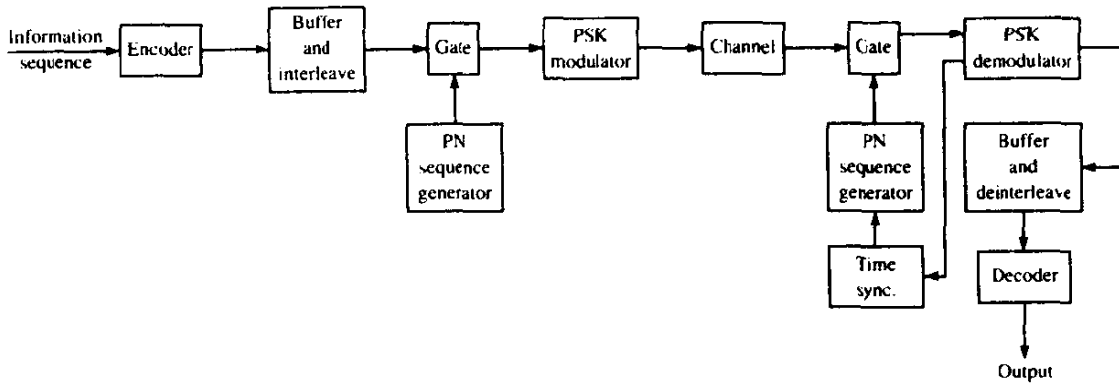 Information
sequence
Encoder
Buffer
and
interleave
Gate
PSK
modulator
Channel
Gate
PSK
demodulator
PN
sequence
generator
PN
sequence
generator
Buffer
and
deinterleave
Time
sync.
Decoder
Output